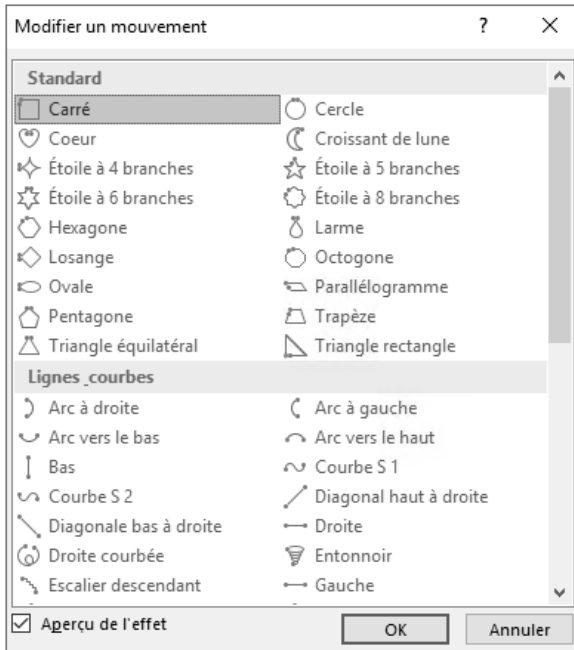 Modifier un mouvement ?
Standard
Carré Cercle
Coeur Croissant de lune
Étoile à 4 branches Étoile à 5 branches
Étoile à 6 branches Étoile à 8 branches
Hexagone Larme
Losange Octogone
Ovale Parallélogramme
Pentagone Trapèze
Triangle équilatéral Triangle rectangle
Lignes_courbes
Arc à droite Arc à gauche
Arc vers le bas Arc vers le haut
Bas Courbe S 1
Courbe S 2 Diagonal haut à droite
Diagonale bas à droite Droite
Droite courbée Entonnoir
Escalier descendant Gauche
Aperçu de l'effet OK Annuler